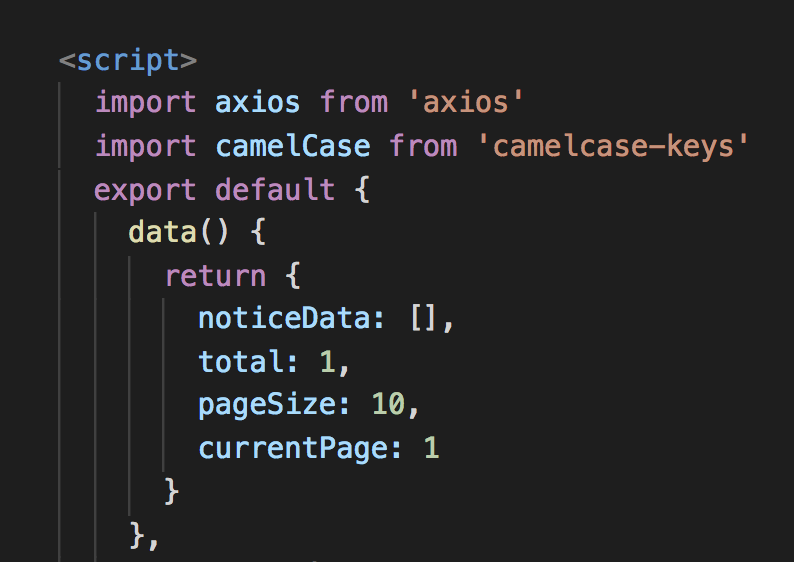 <script>
import axios from 'axios'
import camelCase from 'camelcase-keys'
export default {
data() {
return {
noticeData: [],
total: 1,
pageSize: 10,
currentPage: 1
}
},